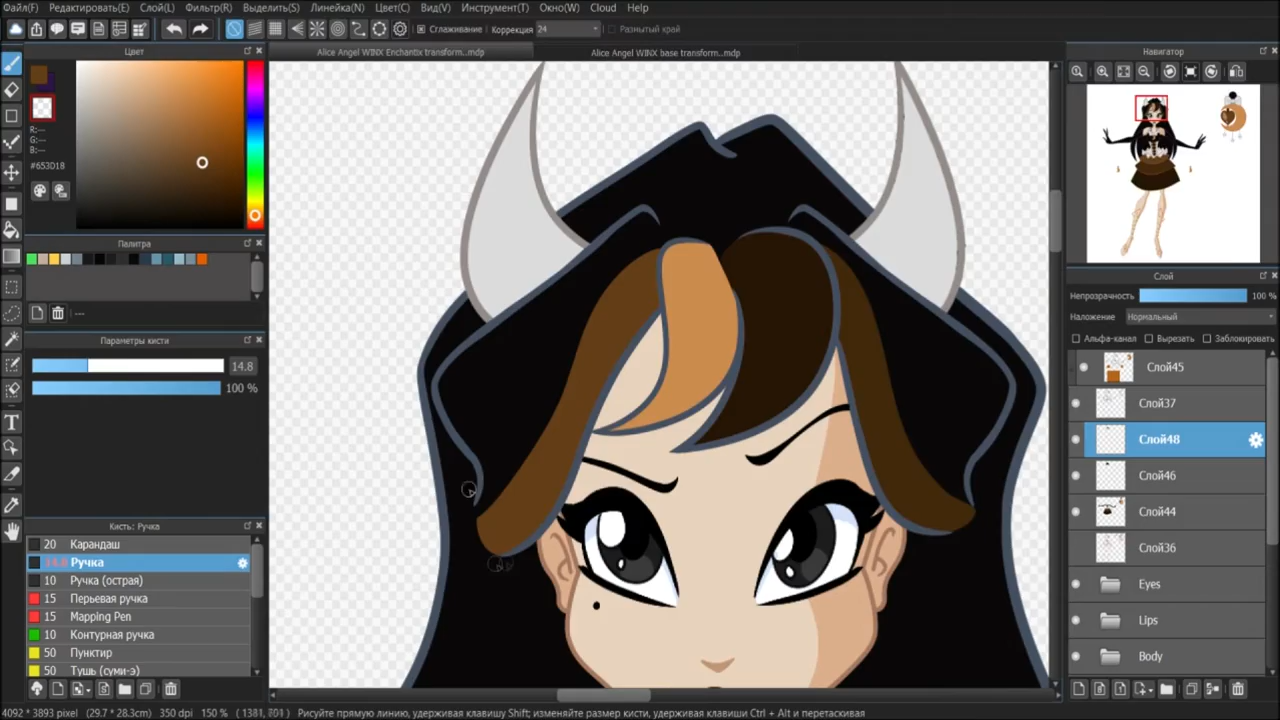 Файл(F) Редактировать(E) Слой(L) Фильтр(R) Выделить(S) Линейка(N) Цвет(C) Вид(V) Инструмент(T) Окно(W) Cloud Help
Сглаживание Коррекция 24 Размытый край
Цвет
Alice Angel WINX Enchantix transform..mdp
Alice Angel WINX base transform..mdp
Навигатор
R:---
G:---
B:---
#653D18
Палитра
---
Параметры кисти
14.8
100 %
Кисть: Ручка
20 Карандаш
14.8 Ручка
10 Ручка (острая)
15 Перьевая ручка
15 Mapping Pen
10 Контурная ручка
50 Пунктир
50 Тушь (суми-э)
Слой
Непрозрачность 100 %
Наложение Нормальный
Альфа-канал Вырезать Заблокировать
Слой45
Слой37
Слой48
Слой46
Слой44
Слой36
Eyes
Lips
Body
4092 * 3893 pixel (29.7 * 28.3cm) 350 dpi 150 % Рисуйте прямую линию, удерживая клавишу Shift; изменяйте размер кисти, удерживая клавиши Ctrl + Alt и перетаскивая